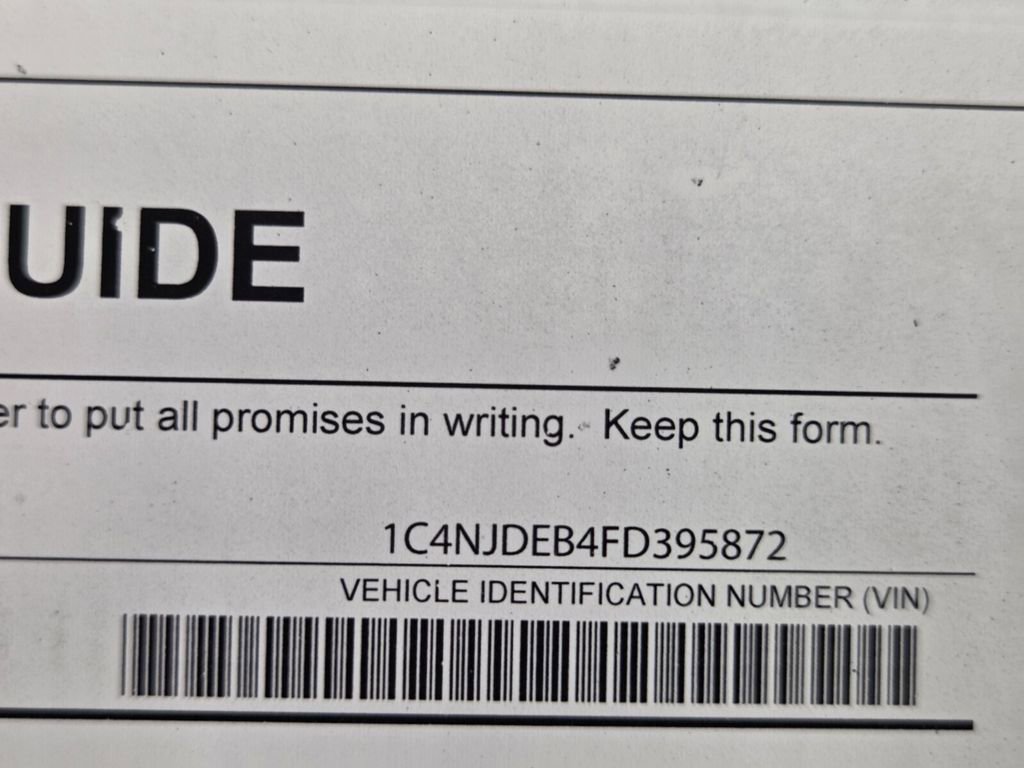 UIDE
er to put all promises in writing. Keep this form.
1C4NJDEB4FD395872
VEHICLE IDENTIFICATION NUMBER (VIN)